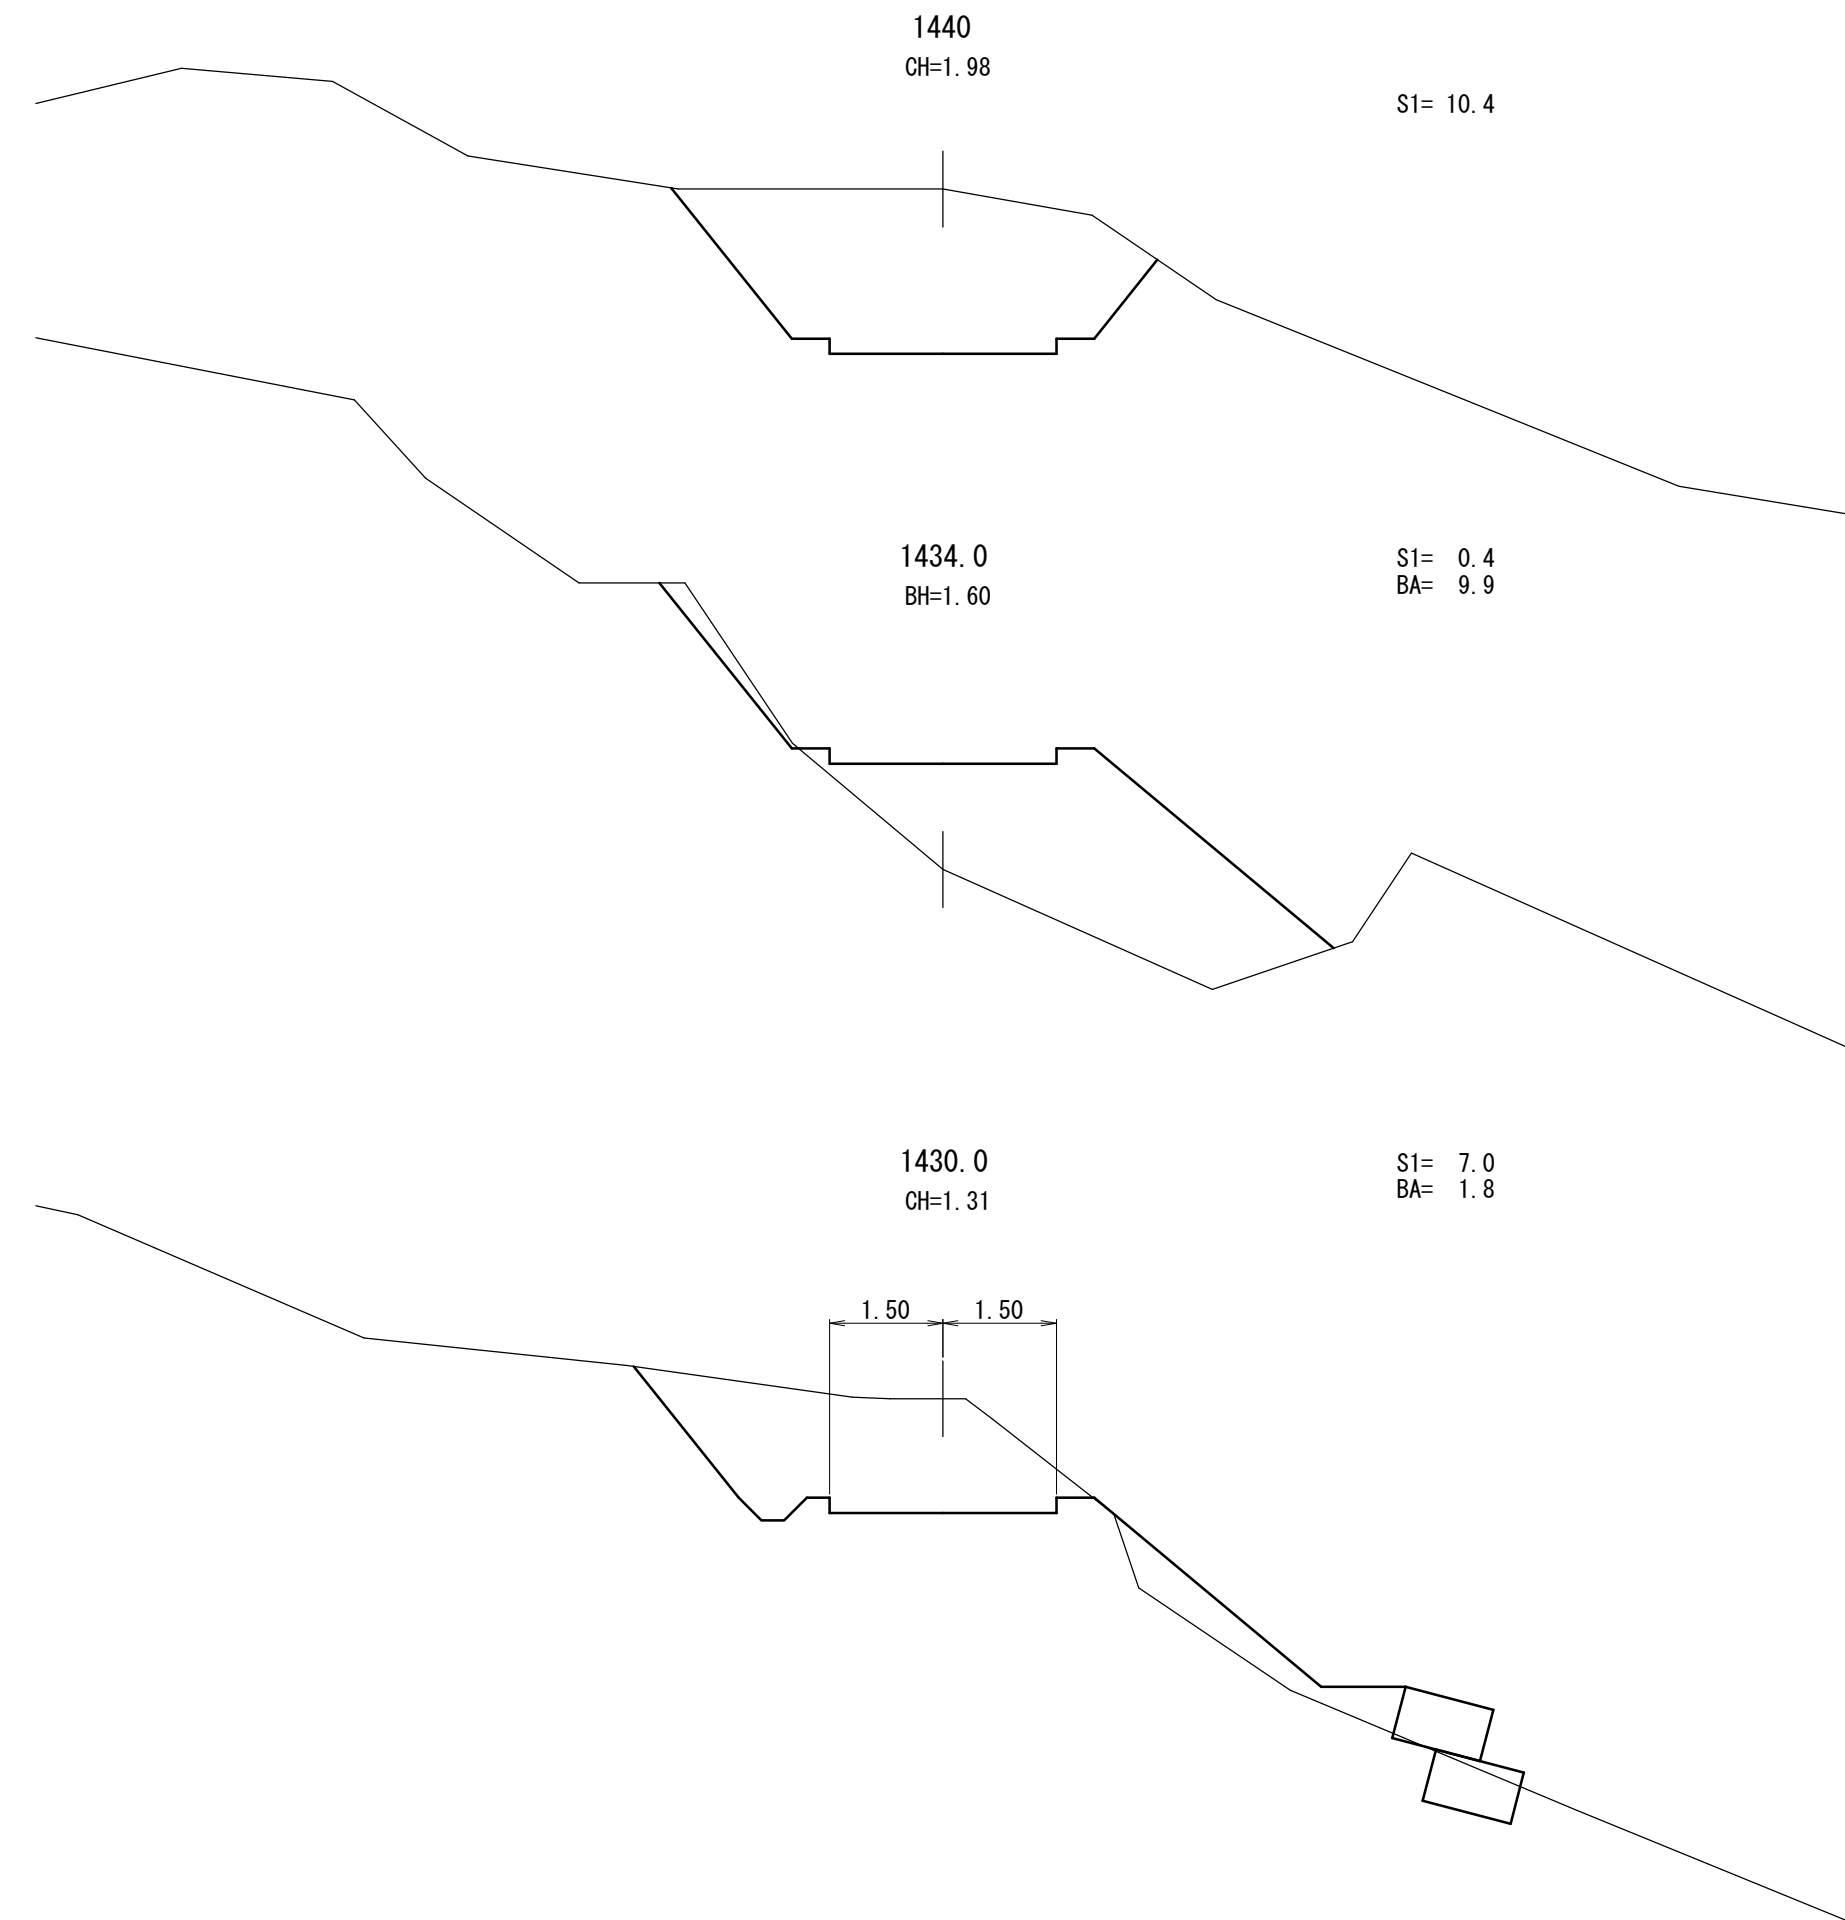 1440
CH=1.98
S1= 10.4
1434.0
BH=1.60
S1= 0.4
BA= 9.9
1430.0
CH=1.31
S1= 7.0
BA= 1.8
1.50 1.50